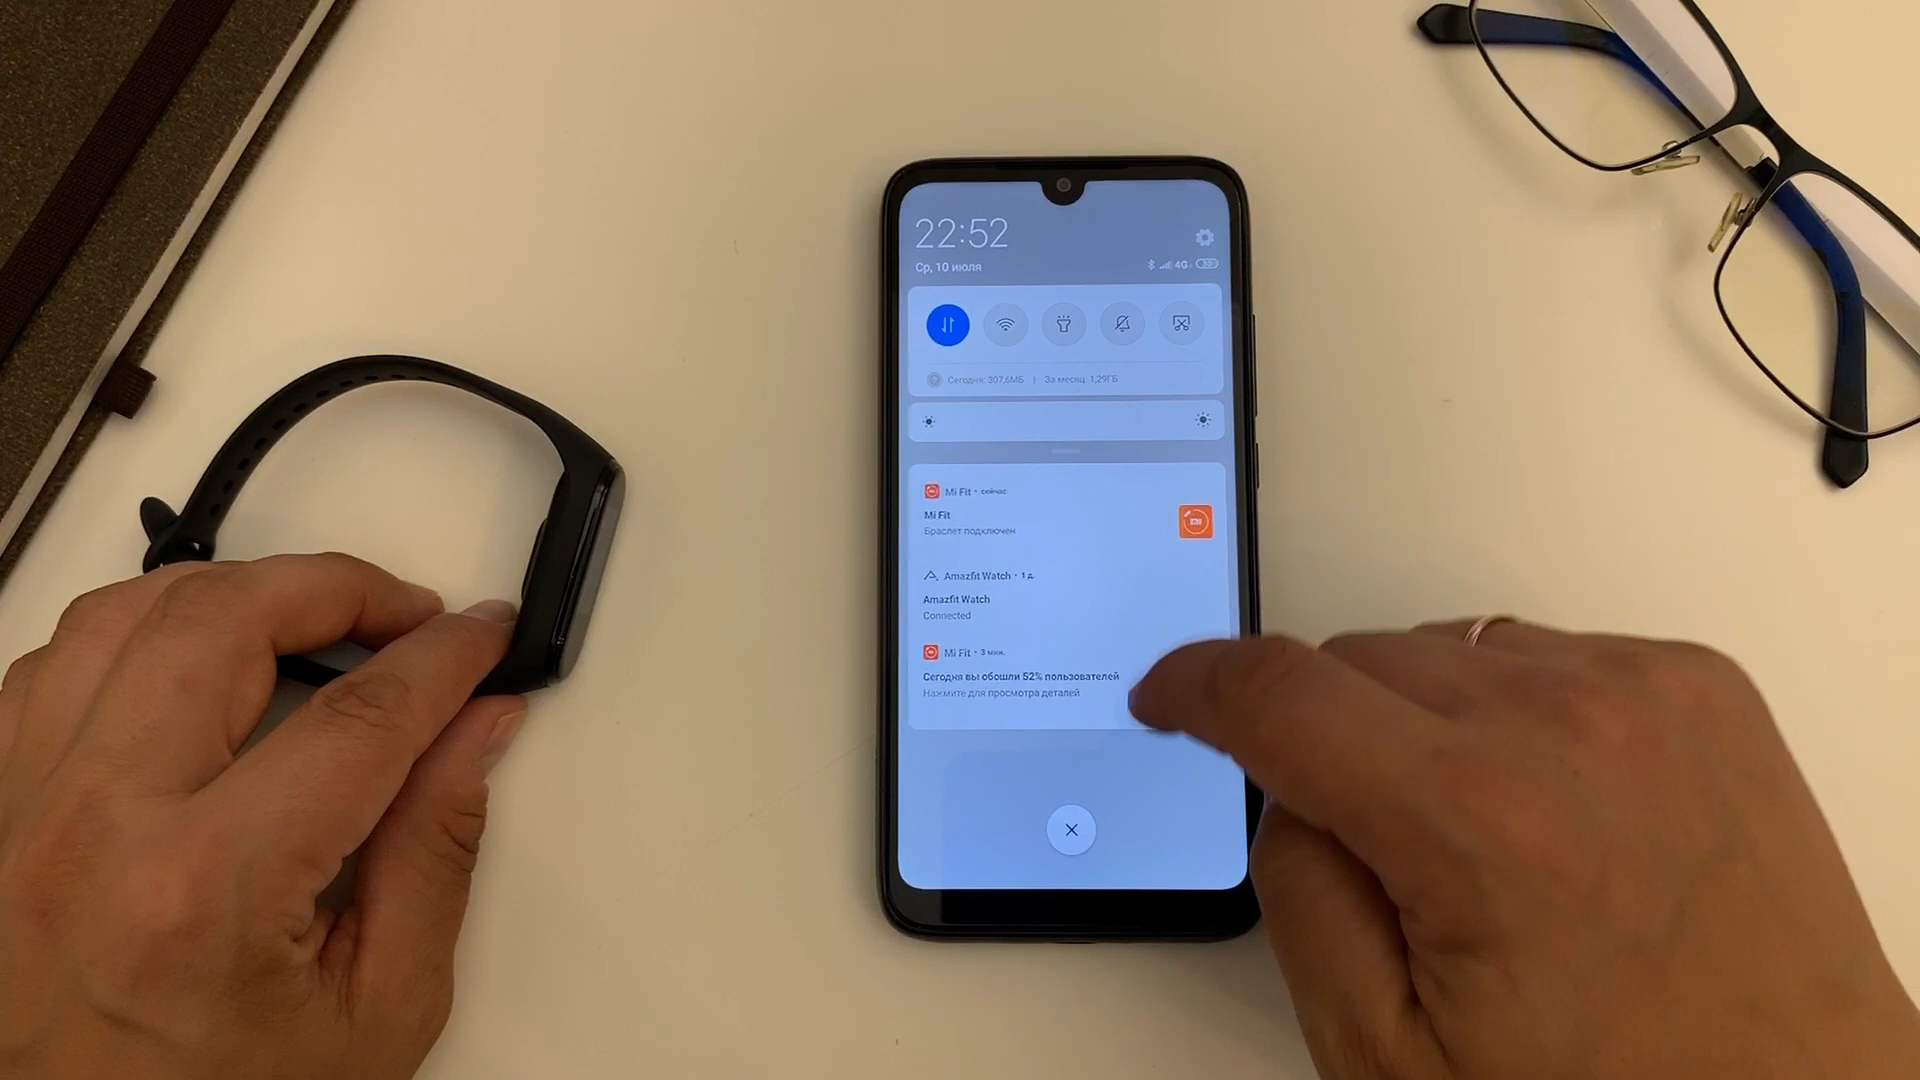 22:52
Ср, 10 июля
4G
Сегодня: 307,6МБ | За месяц: 1,29ГБ
Mi Fit • сейчас
Mi Fit
Браслет подключен
Amazfit Watch • 1 д.
Amazfit Watch
Connected
Mi Fit • 3 мин.
Сегодня вы обошли 52% пользователей
Нажмите для просмотра деталей